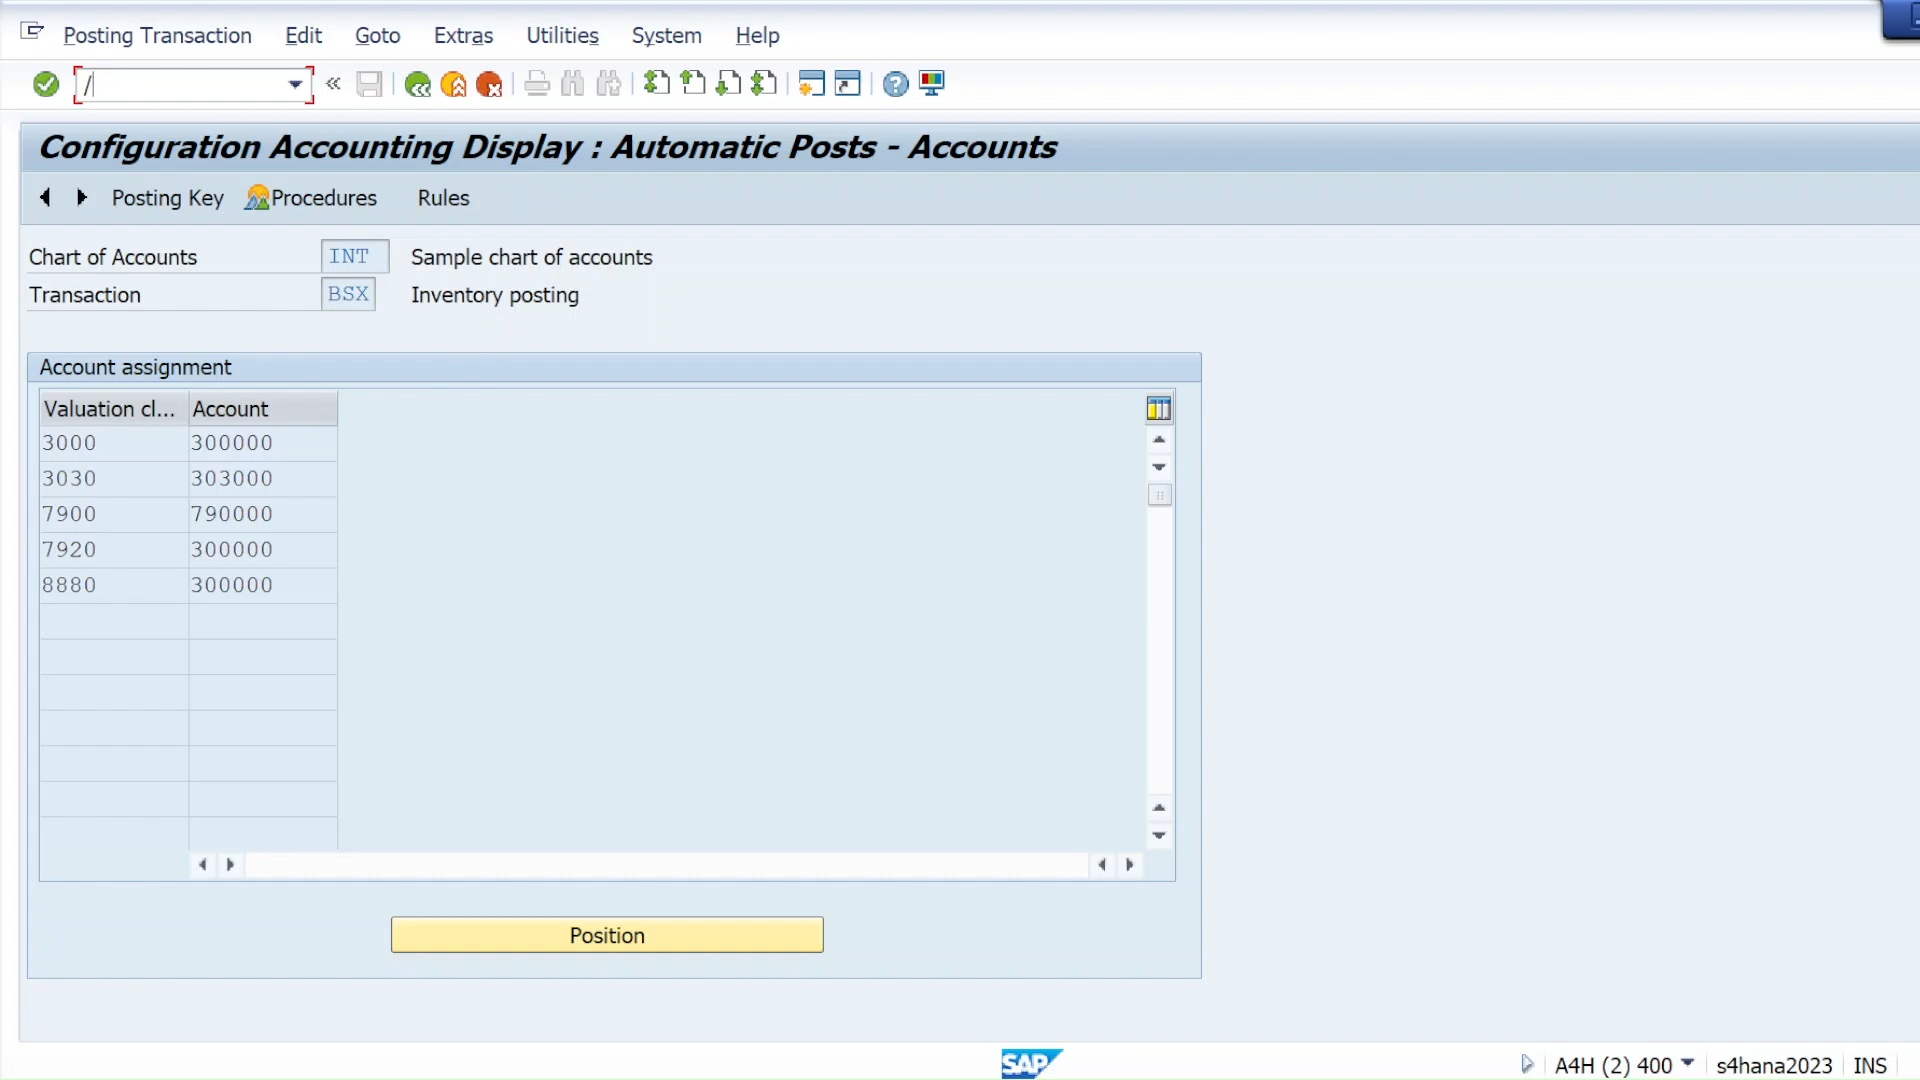 Posting Transaction Edit Goto Extras Utilities System Help
/
Configuration Accounting Display : Automatic Posts - Accounts
Posting Key Procedures Rules
Chart of Accounts INT Sample chart of accounts
Transaction BSX Inventory posting
Account assignment
Valuation cl... Account
3000 300000
3030 303000
7900 790000
7920 300000
8880 300000
Position
SAP A4H (2) 400 s4hana2023 INS